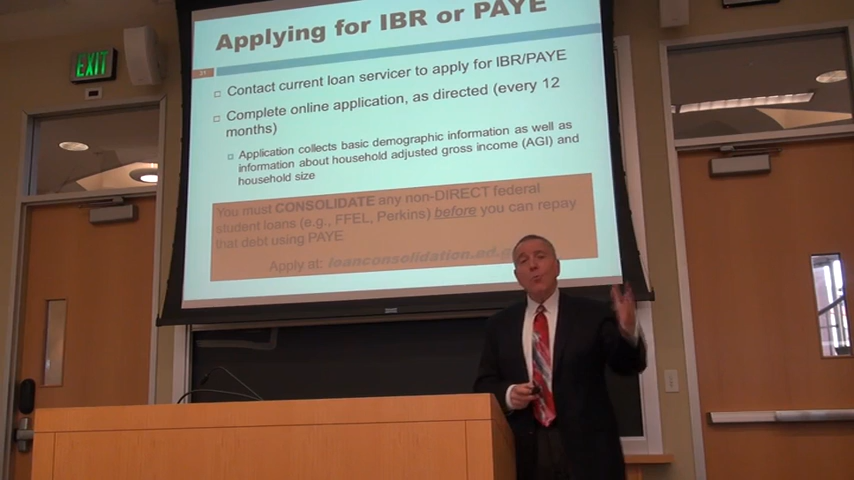 EXIT
Applying for IBR or PAYE
31
Contact current loan servicer to apply for IBR/PAYE
Complete online application, as directed (every 12
months)
Application collects basic demographic information as well as
information about household adjusted gross income (AGI) and
household size
You must CONSOLIDATE any non-DIRECT federal
student loans (e.g., FFEL, Perkins) before you can repay
that debt using PAYE
Apply at: loanconsolidation.ed.g